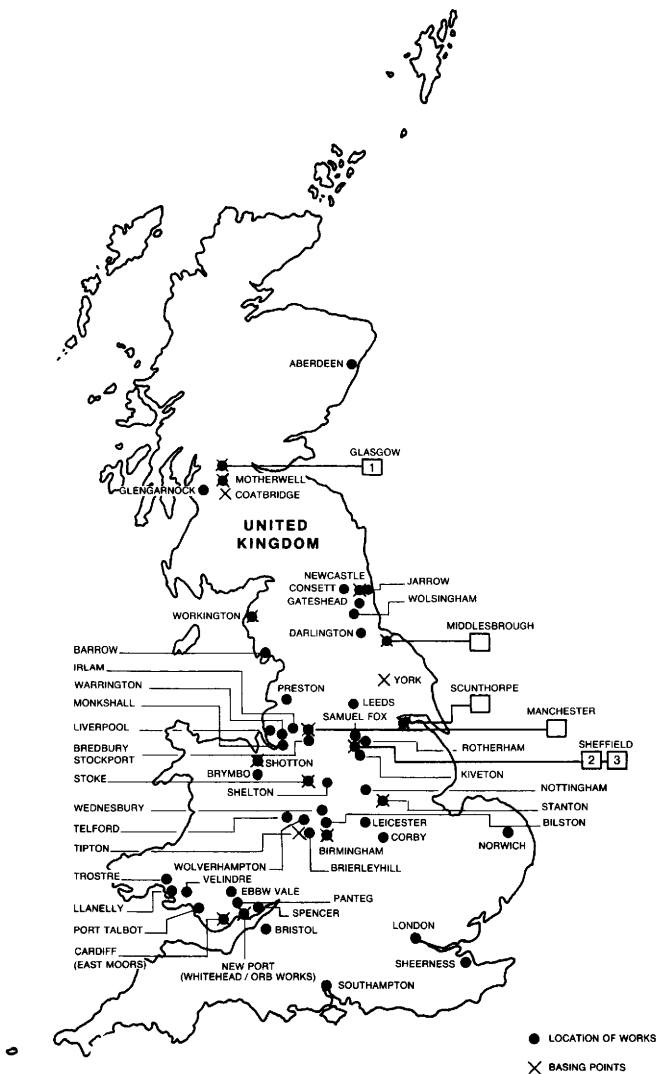 ABERDEEN
GLASGOW
1
MOTHERWELL
GLENGARNOCK
COATBRIDGE
UNITED
KINGDOM
NEWCASTLE
CONSETT
JARROW
GATESHEAD
WOLSINGHAM
WORKINGTON
MIDDLESBROUGH
DARLINGTON
BARROW
IRLAM
YORK
SCUNTHORPE
WARRINGTON
PRESTON
MONKSHALL
LEEDS
MANCHESTER
SAMUEL FOX
LIVERPOOL
BREDBURY
STOCKPORT
ROTHERHAM
SHEFFIELD
2 3
SHOTTON
BRYMBO
KIVETON
STOKE
SHELTON
NOTTINGHAM
STANTON
WEDNESBURY
TELFORD
LEICESTER
BILSTON
CORBY
NORWICH
TIPTON
BIRMINGHAM
WOLVERHAMPTON
BRIERLEYHILL
TROSTRE
VELINDRE
EBBW VALE
PANTEG
LLANELLY
SPENCER
PORT TALBOT
BRISTOL
LONDON
CARDIFF
(EAST MOORS)
NEW PORT
(WHITEHEAD / ORB WORKS)
SHEERNESS
SOUTHAMPTON
LOCATION OF WORKS
BASING POINTS